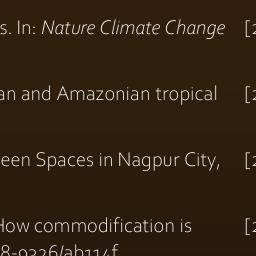 s. In: Nature Climate Change [2
an and Amazonian tropical
een Spaces in Nagpur City, [2
How commodification is [2
8-9326/ab114f